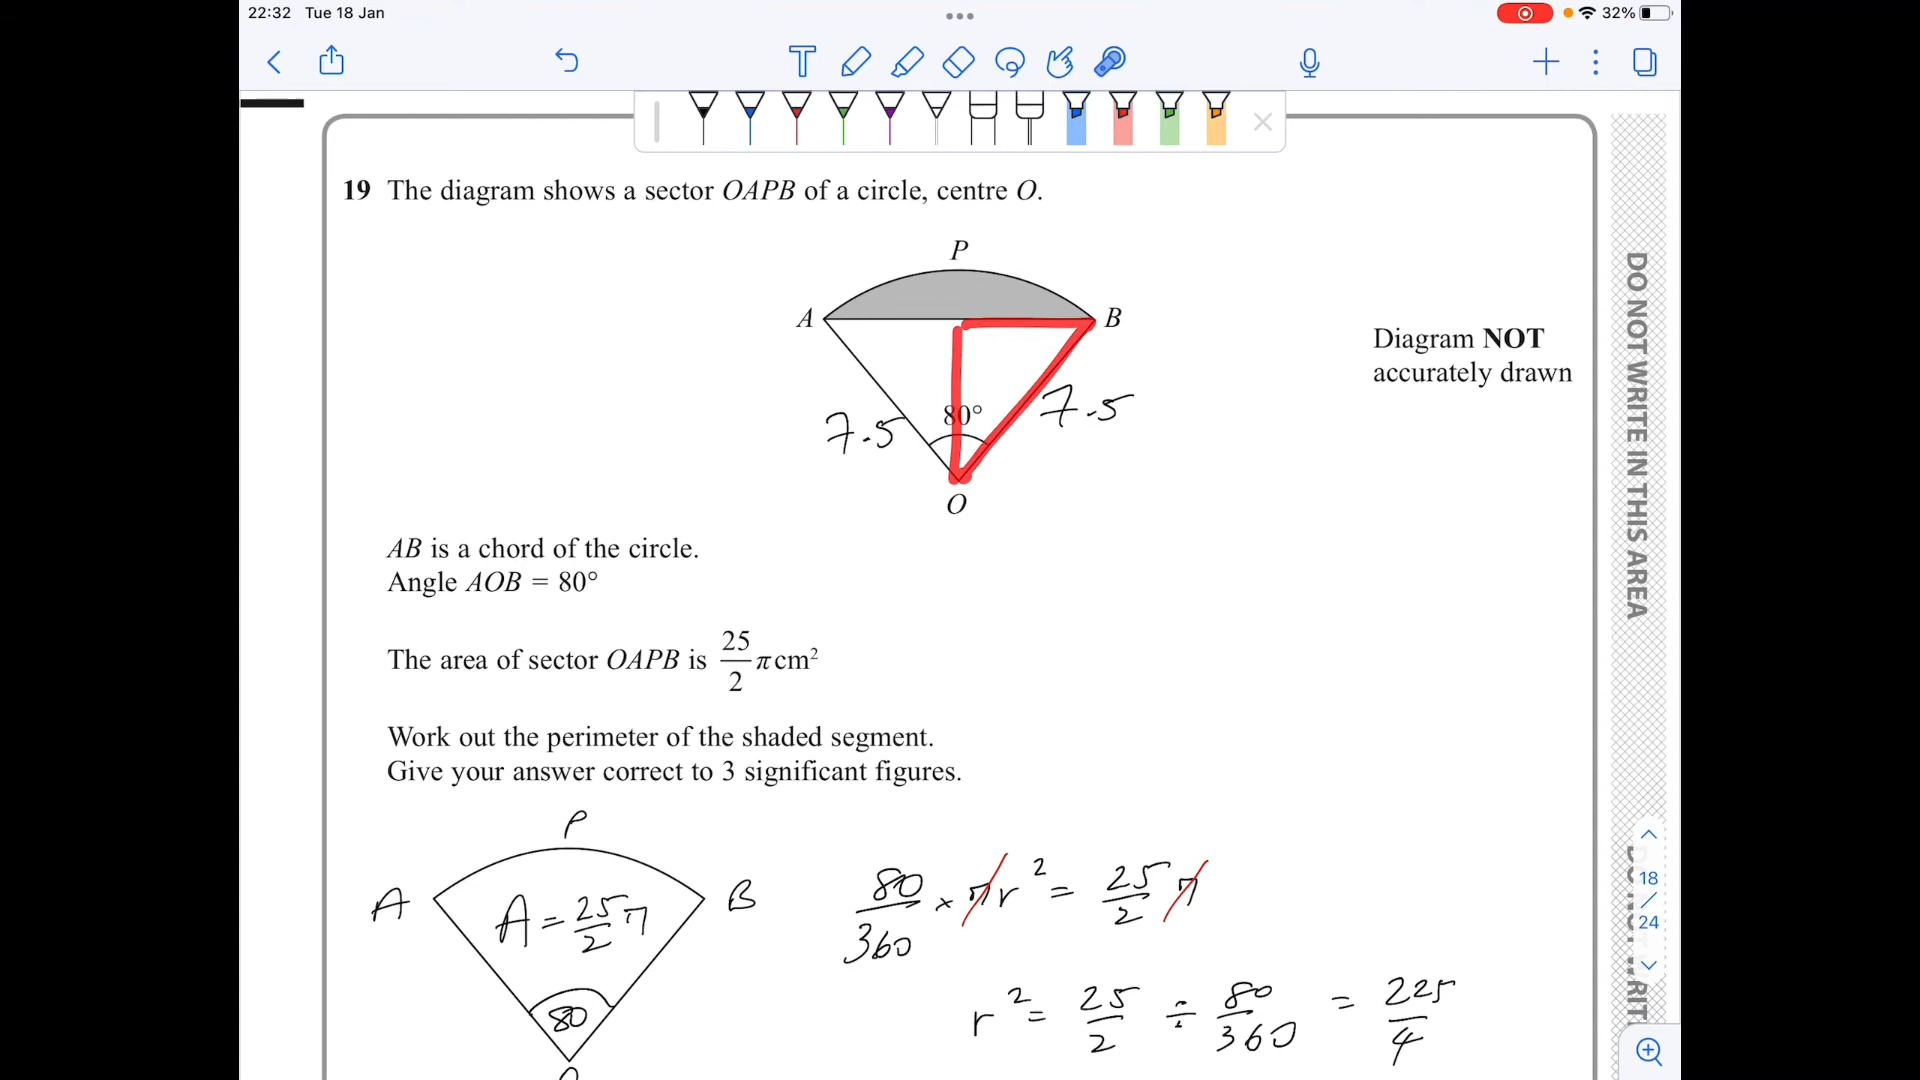 22:32 Tue 18 Jan
32%
T
19 The diagram shows a sector OAPB of a circle, centre O.
P
A
B
80°
7.5
7.5
O
Diagram NOT
accurately drawn
AB is a chord of the circle.
Angle AOB = 80°
The area of sector OAPB is 25/2 π cm²
Work out the perimeter of the shaded segment.
Give your answer correct to 3 significant figures.
P
A
B
A = 25/2 π
80
80/360 × πr² = 25/2 π
r² = 25/2 ÷ 80/360 = 225/4
DO NOT WRITE IN THIS AREA
18
/
24